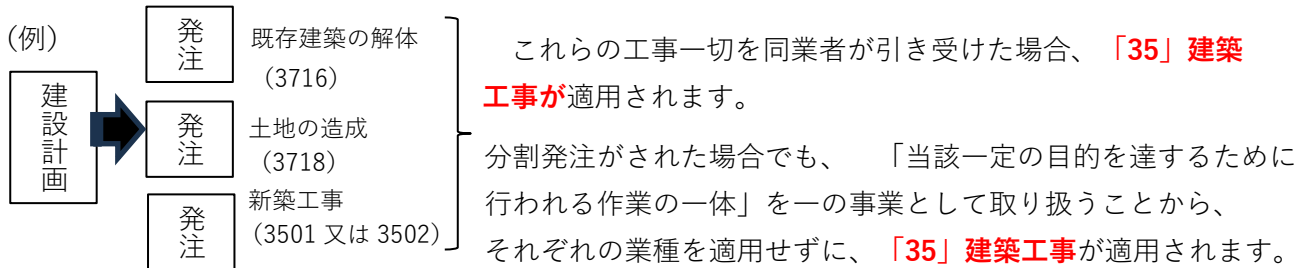 (例)
建設計画
発注
既存建築の解体
(3716)
発注
土地の造成
(3718)
発注
新築工事
(3501 又は 3502)
これらの工事一切を同業者が引き受けた場合、「35」建築
工事が適用されます。
分割発注がされた場合でも、 「当該一定の目的を達するために
行われる作業の一体」を一の事業として取り扱うことから、
それぞれの業種を適用せずに、「35」建築工事が適用されます。